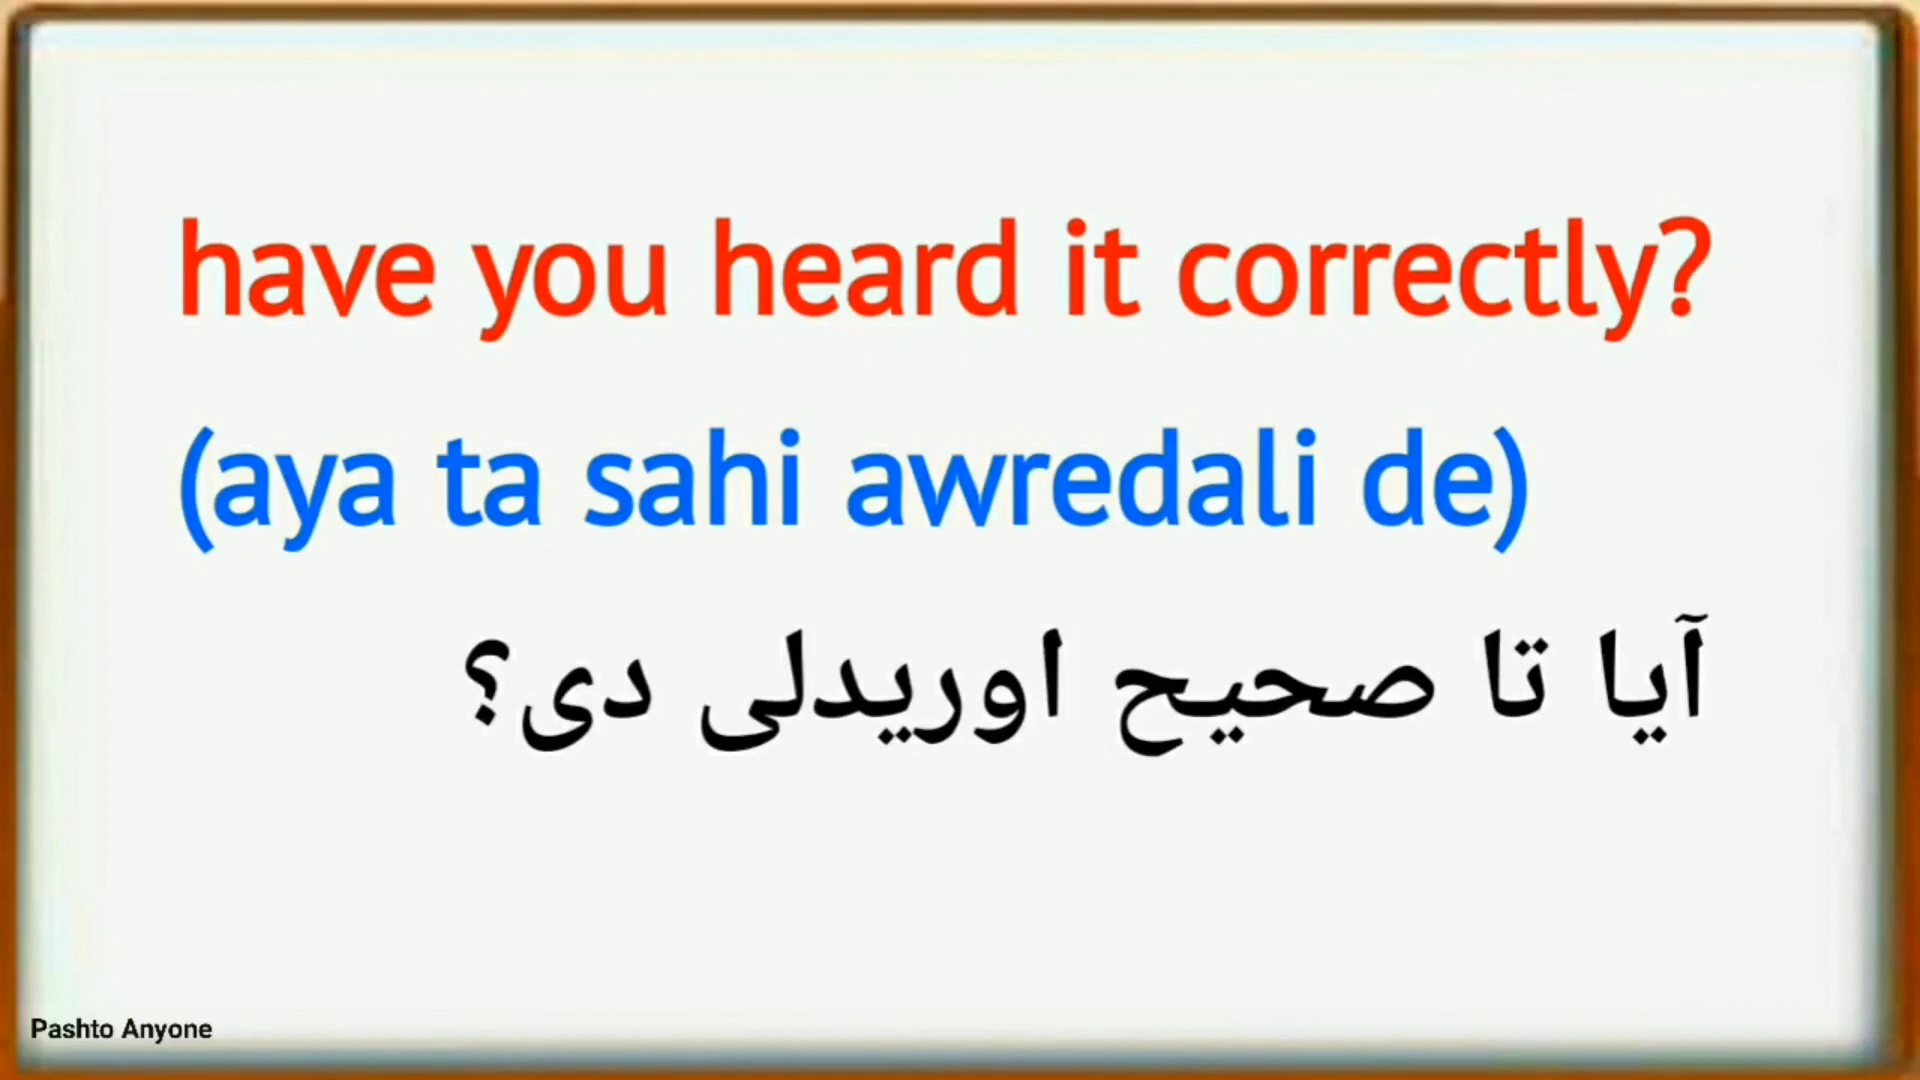 have you heard it correctly?
(aya ta sahi awredali de)
آیا تا صحیح اوریدلی دی؟
Pashto Anyone